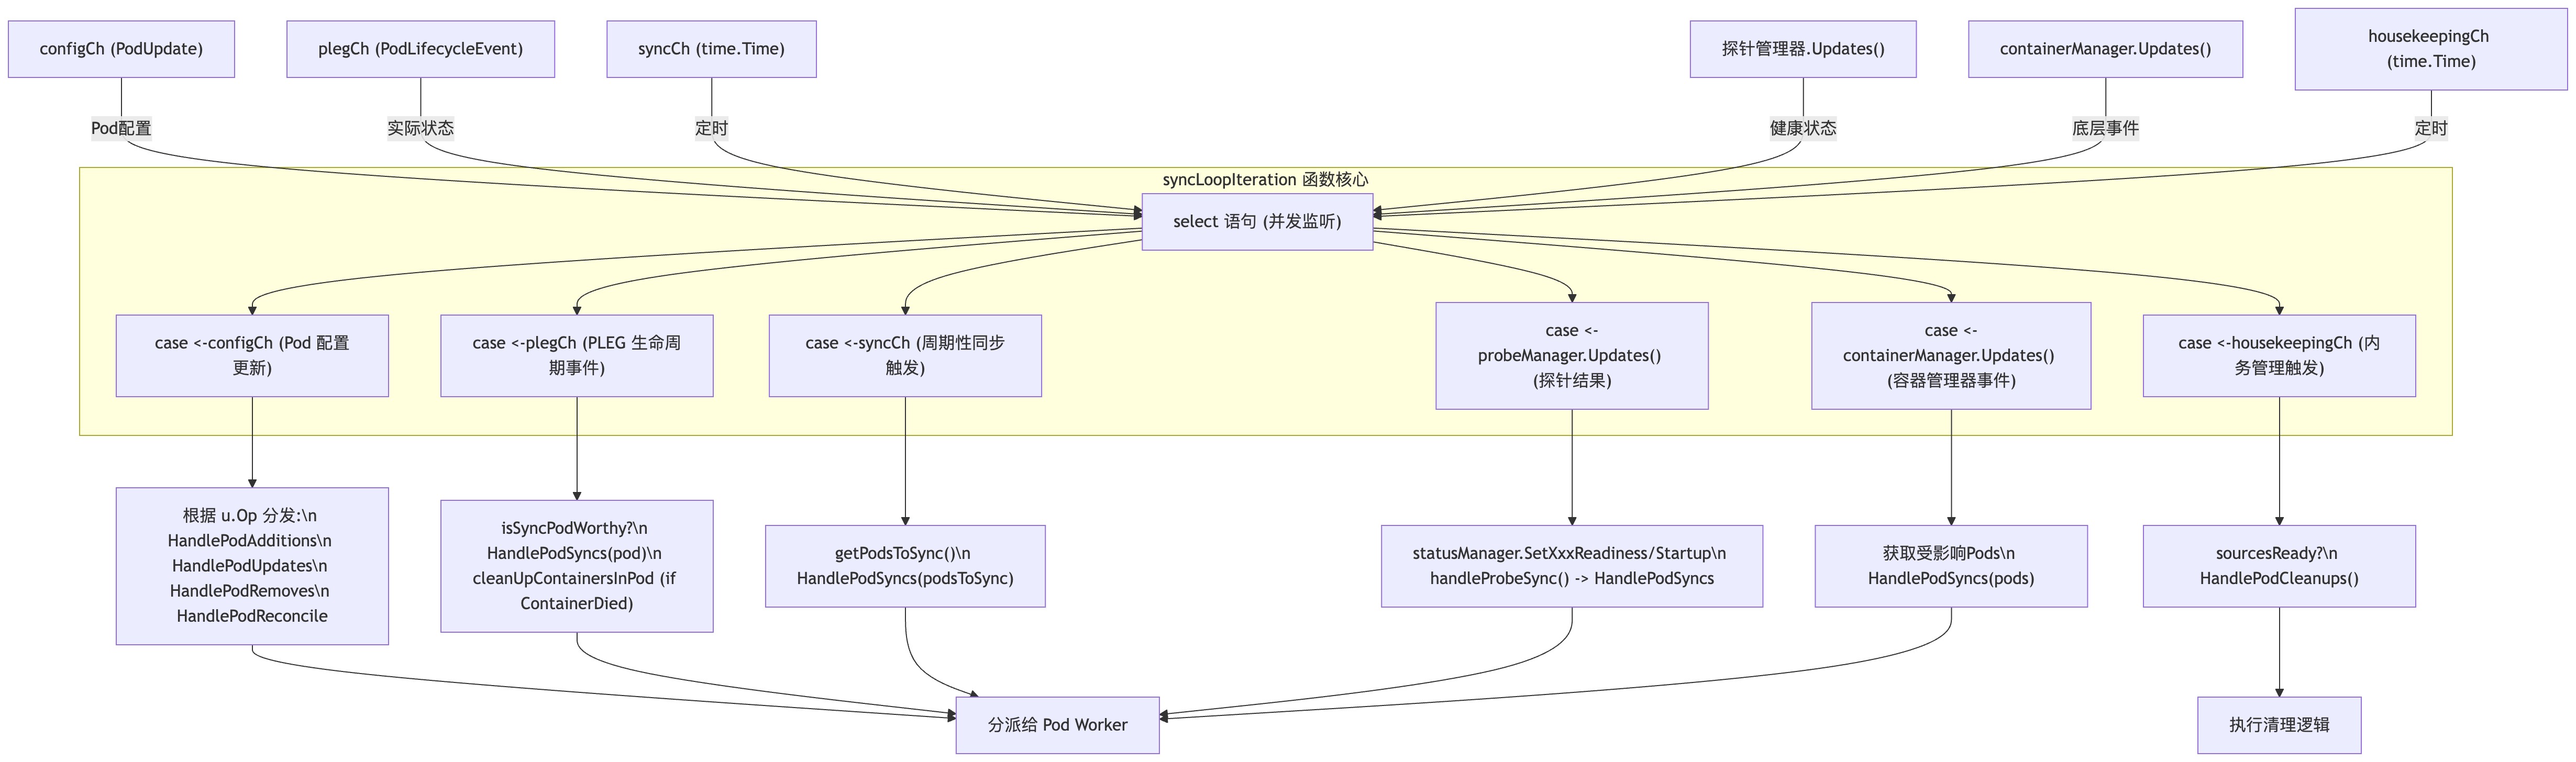 configCh (PodUpdate)
plegCh (PodLifecycleEvent)
syncCh (time.Time)
探针管理器.Updates()
containerManager.Updates()
housekeepingCh
(time.Time)
Pod配置
实际状态
定时
健康状态
底层事件
定时
syncLoopIteration 函数核心
select 语句 (并发监听)
case <-configCh (Pod 配置
更新)
case <-plegCh (PLEG 生命周
期事件)
case <-syncCh (周期性同步
触发)
case <-
probeManager.Updates()
(探针结果)
case <-
containerManager.Updates()
(容器管理器事件)
case <-housekeepingCh (内
务管理触发)
根据 u.Op 分发:\n
HandlePodAdditions\n
HandlePodUpdates\n
HandlePodRemoves\n
HandlePodReconcile
isSyncPodWorthy?\n
HandlePodSyncs(pod)\n
cleanUpContainersInPod (if
ContainerDied)
getPodsToSync()\n
HandlePodSyncs(podsToSync)
statusManager.SetXxxReadiness/Startup\n
handleProbeSync() -> HandlePodSyncs
获取受影响Pods\n
HandlePodSyncs(pods)
sourcesReady?\n
HandlePodCleanups()
分派给 Pod Worker
执行清理逻辑